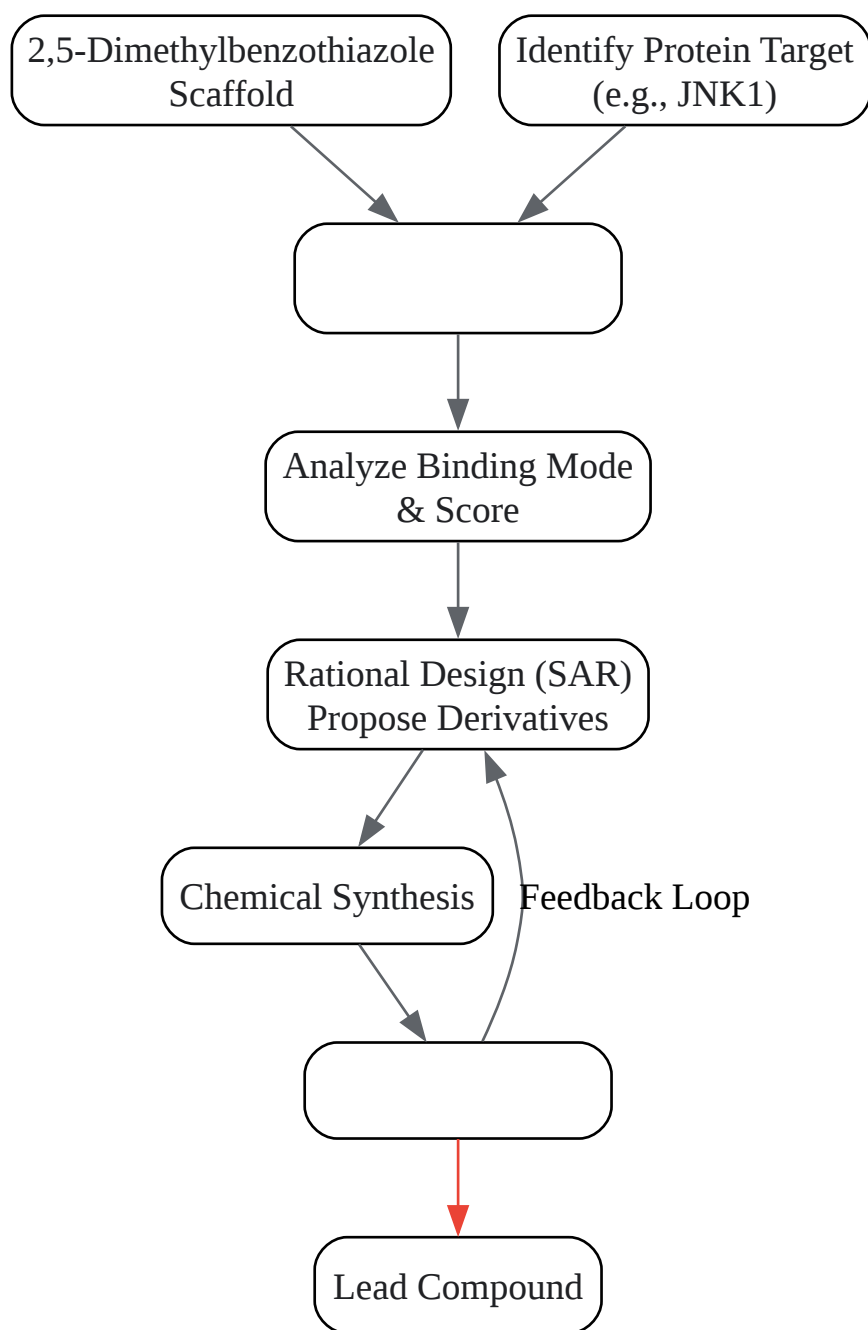 2,5-Dimethylbenzothiazole
Scaffold
Identify Protein Target
(e.g., JNK1)
Analyze Binding Mode
& Score
Rational Design (SAR)
Propose Derivatives
Chemical Synthesis
Feedback Loop
Lead Compound